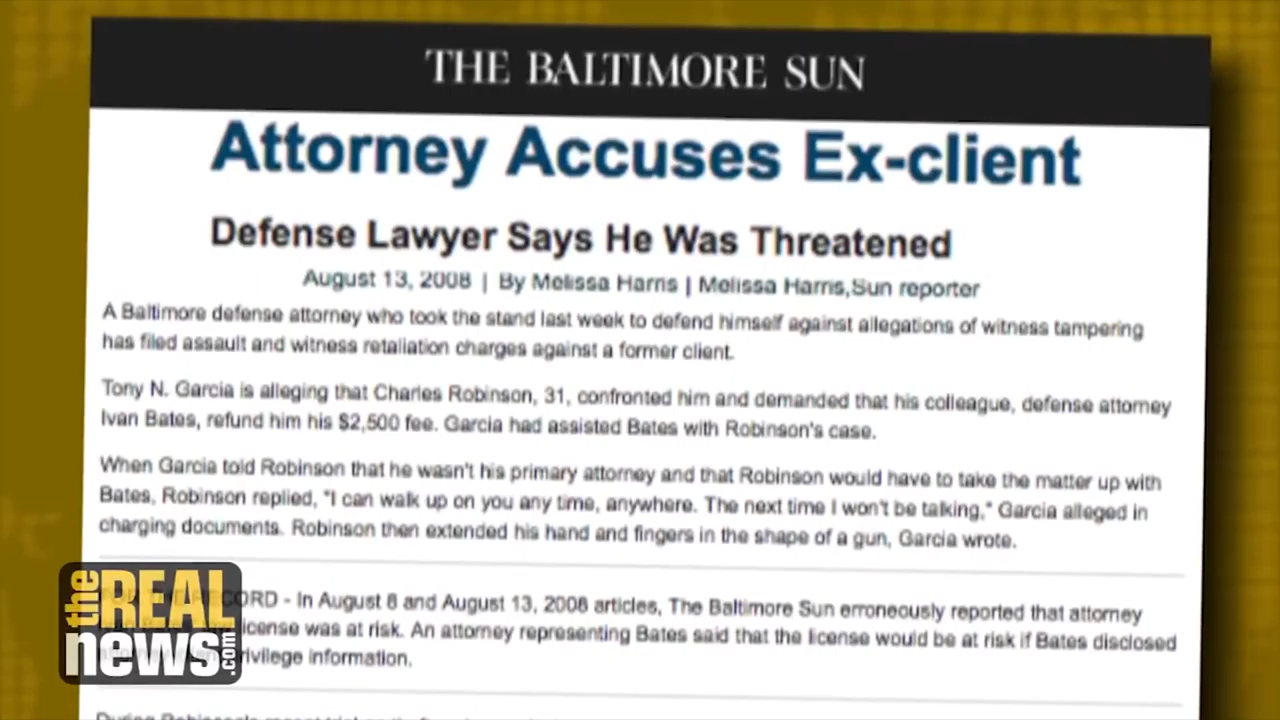 THE BALTIMORE SUN
Attorney Accuses Ex-client
Defense Lawyer Says He Was Threatened
August 13, 2008 | By Melissa Harris | Melissa Harris,Sun reporter
A Baltimore defense attorney who took the stand last week to defend himself against allegations of witness tampering
has filed assault and witness retaliation charges against a former client.
Tony N. Garcia is alleging that Charles Robinson, 31, confronted him and demanded that his colleague, defense attorney
Ivan Bates, refund him his $2,500 fee. Garcia had assisted Bates with Robinson's case.
When Garcia told Robinson that he wasn't his primary attorney and that Robinson would have to take the matter up with
Bates, Robinson replied, "I can walk up on you any time, anywhere. The next time I won't be talking," Garcia alleged in
charging documents. Robinson then extended his hand and fingers in the shape of a gun, Garcia wrote.
RECORD - In August 8 and August 13, 2008 articles, The Baltimore Sun erroneously reported that attorney
license was at risk. An attorney representing Bates said that the license would be at risk if Bates disclosed
privilege information.
the REAL
news.com